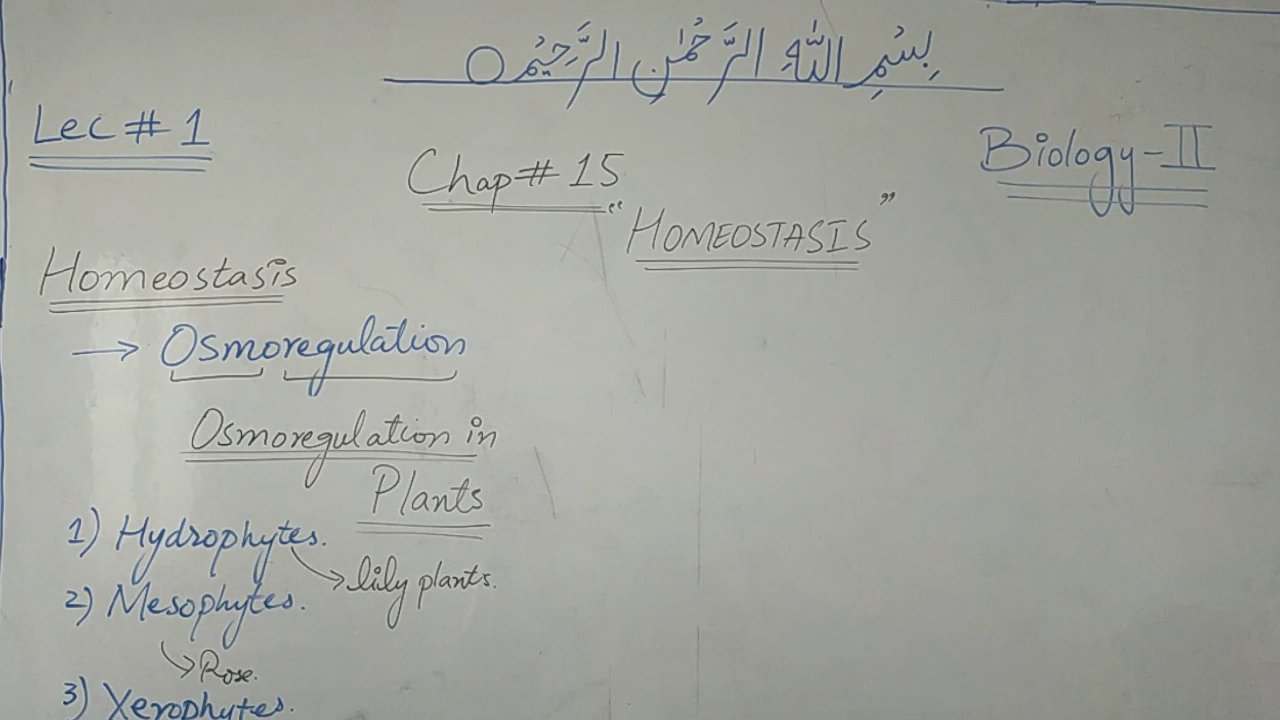 بِسْمِ اللّٰهِ الرَّحْمٰنِ الرَّحِيْمِ
Lec # 1
Biology-II
Chap# 15
"HOMEOSTASIS"
Homeostasis
→ Osmoregulation
Osmoregulation in
Plants
1) Hydrophytes.
→ lily plants.
2) Mesophytes.
→ Rose.
3) Xerophytes.